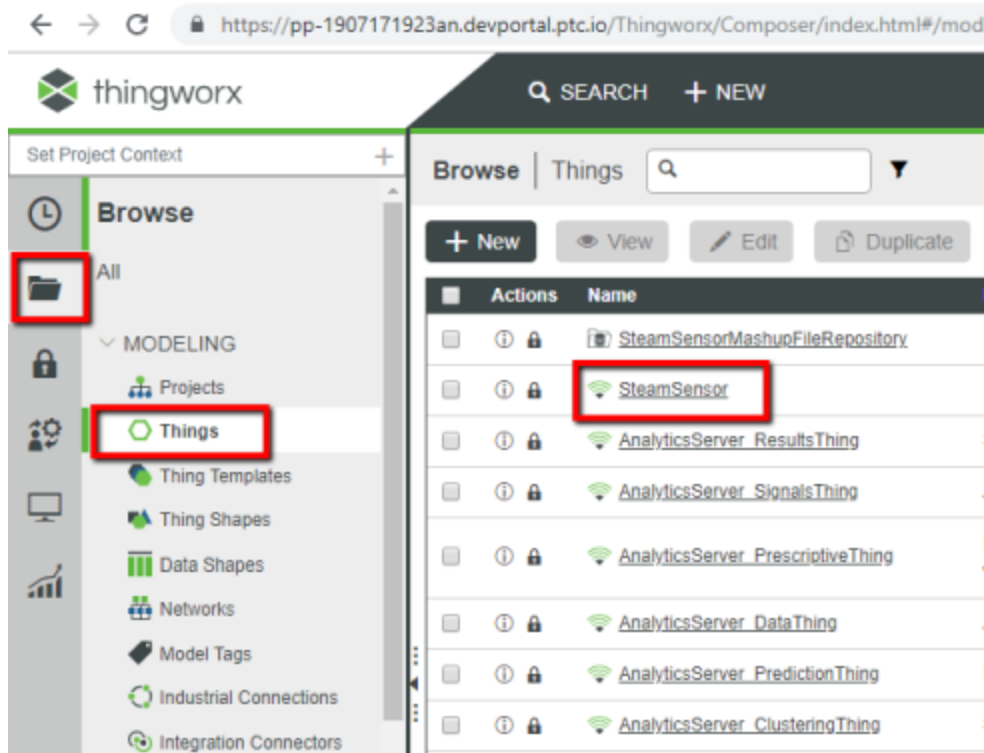 https://pp-1907171923an.devportal.ptc.io/Thingworx/Composer/index.html#/mod
thingworx
SEARCH
+ NEW
Set Project Context
+
Browse
All
MODELING
Projects
Things
Thing Templates
Thing Shapes
Data Shapes
Networks
Model Tags
Industrial Connections
Integration Connectors
Browse | Things
+ New
View
Edit
Duplicate
Actions Name
SteamSensorMashupFileRepository
SteamSensor
AnalyticsServer_ResultsThing
AnalyticsServer_SignalsThing
AnalyticsServer_PrescriptiveThing
AnalyticsServer_DataThing
AnalyticsServer_PredictionThing
AnalyticsServer_ClusteringThing